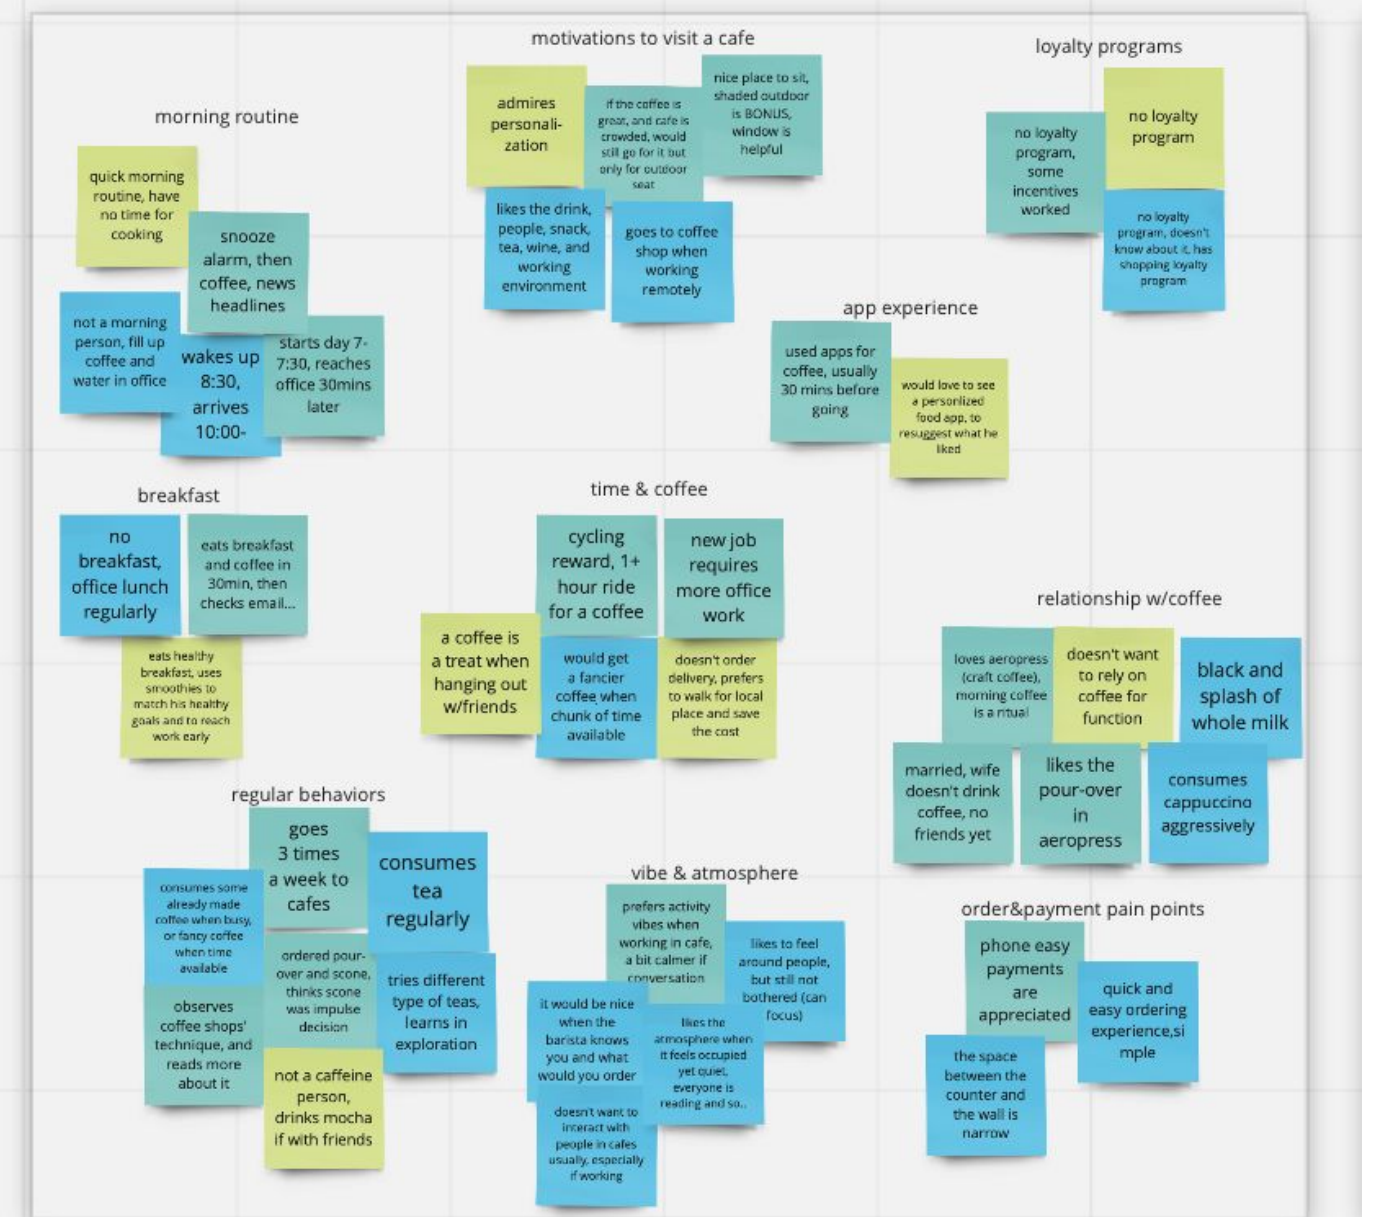 motivations to visit a cafe
admires
personali-
zation
if the coffee is
great, and cafe is
crowded, would
still go for it but
only for outdoor
seat
nice place to sit,
shaded outdoor
is BONUS,
window is
helpful
likes the drink,
people, snack,
tea, wine, and
working
environment
goes to coffee
shop when
working
remotely
loyalty programs
no loyalty
program,
some
incentives
worked
no loyalty
program
no loyalty
program, doesn't
know about it, has
shopping loyalty
program
morning routine
quick morning
routine, have
no time for
cooking
snooze
alarm, then
coffee, news
headlines
not a morning
person, fill up
coffee and
water in office
wakes up
8:30,
arrives
10:00-
starts day 7-
7:30, reaches
office 30mins
later
app experience
used apps for
coffee, usually
30 mins before
going
would love to see
a personlized
food app, to
resuggest what he
liked
breakfast
no
breakfast,
office lunch
regularly
eats breakfast
and coffee in
30min, then
checks email...
eats healthy
breakfast, uses
smoothies to
match his healthy
goals and to reach
work early
time & coffee
cycling
reward, 1+
hour ride
for a coffee
new job
requires
more office
work
a coffee is
a treat when
hanging out
w/friends
would get
a fancier
coffee when
chunk of time
available
doesn't order
delivery, prefers
to walk for local
place and save
the cost
relationship w/coffee
loves aeropress
(craft coffee),
morning coffee
is a ritual
doesn't want
to rely on
coffee for
function
black and
splash of
whole milk
married, wife
doesn't drink
coffee, no
friends yet
likes the
pour-over
in
aeropress
consumes
cappuccino
aggressively
regular behaviors
goes
3 times
a week to
cafes
consumes
tea
regularly
consumes some
already made
coffee when busy,
or fancy coffee
when time
available
ordered pour-
over and scone,
thinks scone
was impulse
decision
tries different
type of teas,
learns in
exploration
observes
coffee shops'
technique, and
reads more
about it
not a caffeine
person,
drinks mocha
if with friends
vibe & atmosphere
prefers activity
vibes when
working in cafe,
a bit calmer if
conversation
likes to feel
around people,
but still not
bothered (can
focus)
it would be nice
when the
barista knows
you and what
would you order
likes the
atmosphere when
it feels occupied
yet quiet,
everyone is
reading and so..
doesn't want to
interact with
people in cafes
usually, especially
if working
order&payment pain points
phone easy
payments
are
appreciated
quick and
easy ordering
experience,si
mple
the space
between the
counter and
the wall is
narrow